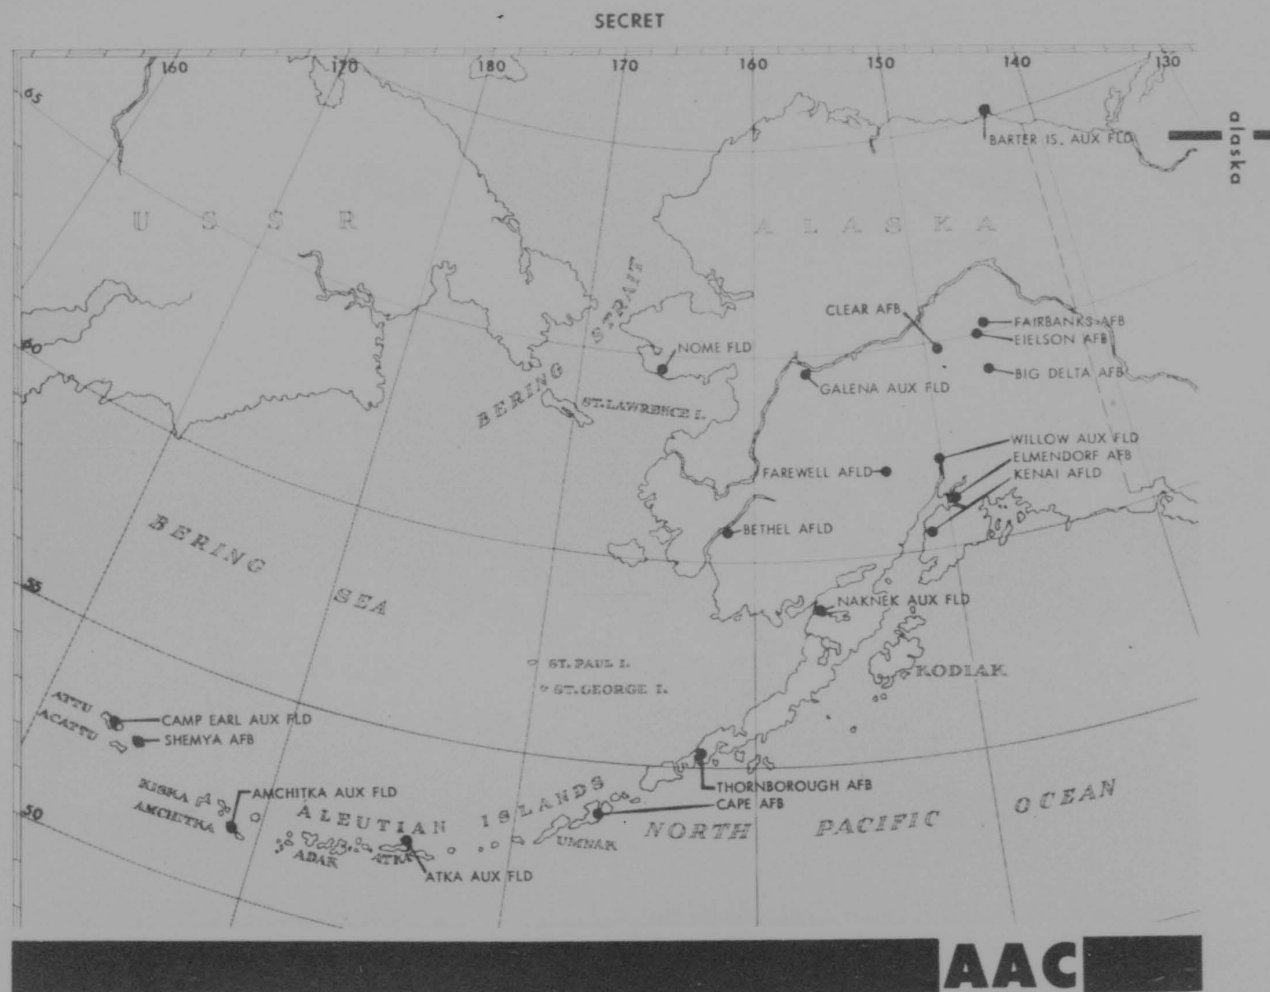 SECRET
160 170 180 170 160 150 140 130
65
BARTER IS. AUX FLD
alaska
U S S R
ALASKA
BERING STRAIT
CLEAR AFB
FAIRBANKS AFB
EIELSON AFB
60
NOME FLD
BIG DELTA AFB
GALENA AUX FLD
ST. LAWRENCE I.
WILLOW AUX FLD
ELMENDORF AFB
KENAI AFLD
FAREWELL AFLD
BETHEL AFLD
BERING SEA
55
NAKNEK AUX FLD
ST. PAUL I.
KODIAK
ST. GEORGE I.
ATTU
CAMP EARL AUX FLD
AGATTU
SHEMYA AFB
THORNBOROUGH AFB
KISKA
AMCHITKA AUX FLD
CAPE AFB
AMCHITKA
50
ALEUTIAN ISLANDS
NORTH PACIFIC OCEAN
UMNAK
ADAK
ATKA
ATKA AUX FLD
AAC